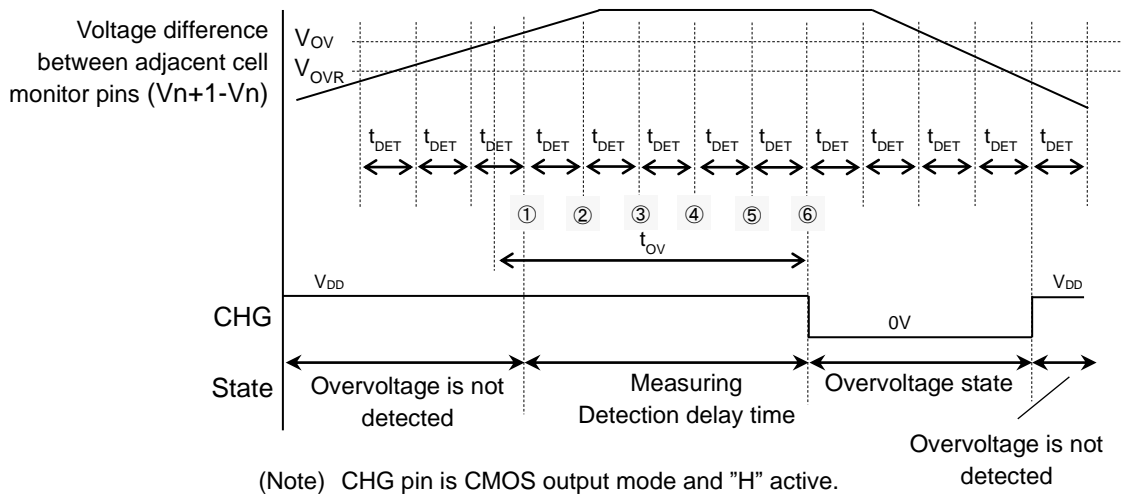 Voltage difference
between adjacent cell
monitor pins (Vn+1-Vn)
VOV
VOVR
tDET tDET tDET tDET tDET tDET tDET tDET tDET tDET tDET tDET tDET
① ② ③ ④ ⑤ ⑥
tOV
VDD
VDD
CHG
0V
State
Overvoltage is not
detected
Measuring
Detection delay time
Overvoltage state
Overvoltage is not
detected
(Note) CHG pin is CMOS output mode and "H" active.